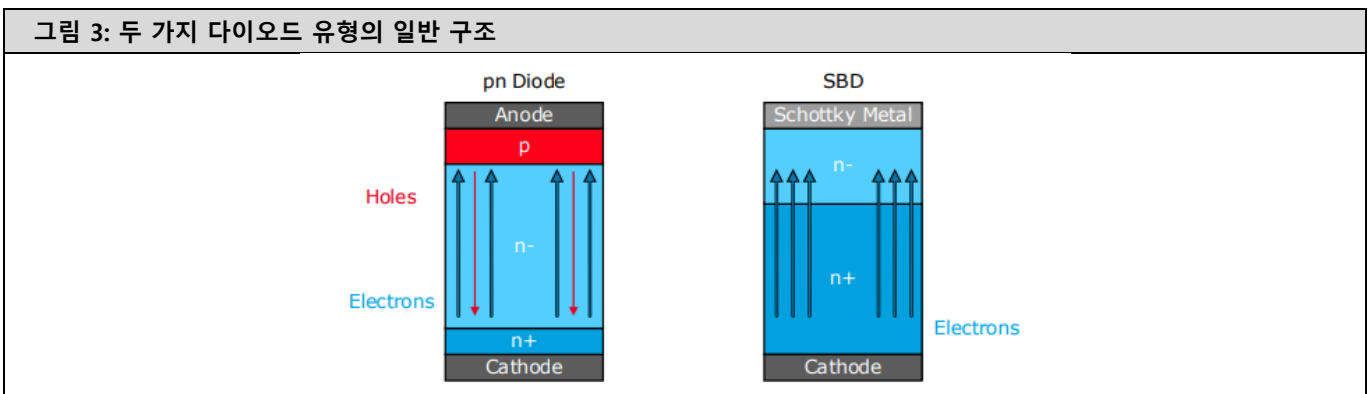 그림 3: 두 가지 다이오드 유형의 일반 구조
pn Diode
Anode
p
Holes
n-
Electrons
n+
Cathode
SBD
Schottky Metal
n-
n+
Electrons
Cathode